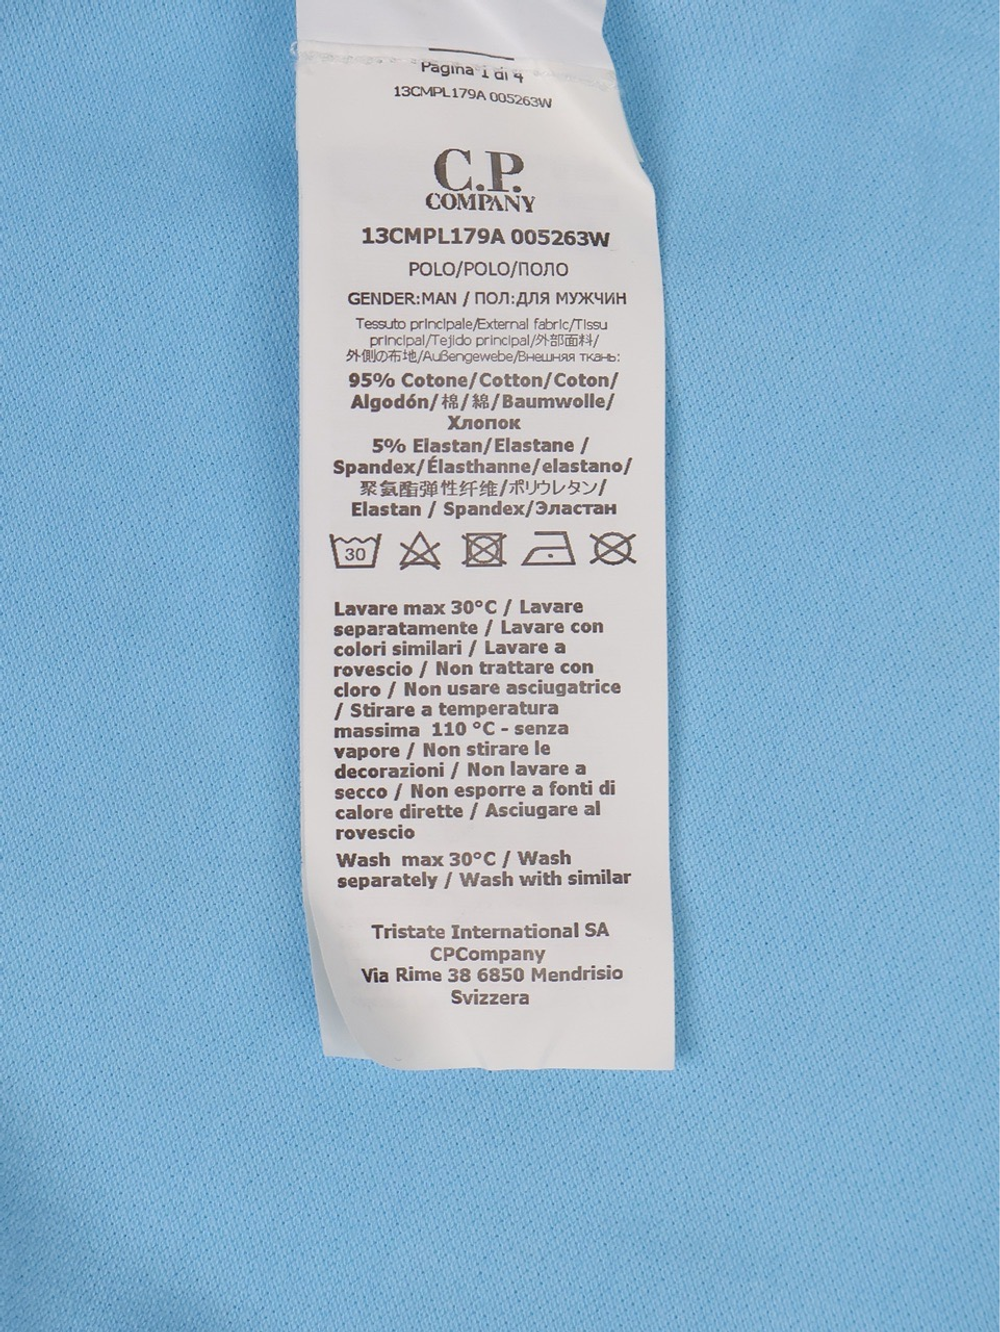 Pagina 1 di 4
13CMPL179A 005263W
C.P.
COMPANY
13CMPL179A 005263W
POLO/POLO/ПОЛО
GENDER:MAN / ПОЛ:ДЛЯ МУЖЧИН
Tessuto principale/External fabric/Tissu
principal/Tejido principal/外部面料/
外側の布地/Außengewebe/Внешняя ткань:
95% Cotone/Cotton/Coton/
Algodón/棉/綿/Baumwolle/
Хлопок
5% Elastan/Elastane /
Spandex/Élasthanne/elastano/
聚氨酯弹性纤维/ポリウレタン/
Elastan / Spandex/Эластан
30
Lavare max 30°C / Lavare
separatamente / Lavare con
colori similari / Lavare a
rovescio / Non trattare con
cloro / Non usare asciugatrice
/ Stirare a temperatura
massima 110 °C - senza
vapore / Non stirare le
decorazioni / Non lavare a
secco / Non esporre a fonti di
calore dirette / Asciugare al
rovescio
Wash max 30°C / Wash
separately / Wash with similar
Tristate International SA
CPCompany
Via Rime 38 6850 Mendrisio
Svizzera